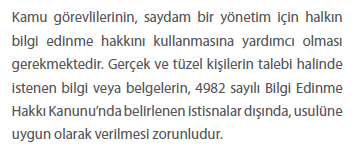 Kamu görevlilerinin, saydam bir yönetim için halkın
bilgi edinme hakkını kullanmasına yardımcı olması
gerekmektedir. Gerçek ve tüzel kişilerin talebi halinde
istenen bilgi veya belgelerin, 4982 sayılı Bilgi Edinme
Hakkı Kanunu’nda belirlenen istisnalar dışında, usulüne
uygun olarak verilmesi zorunludur.